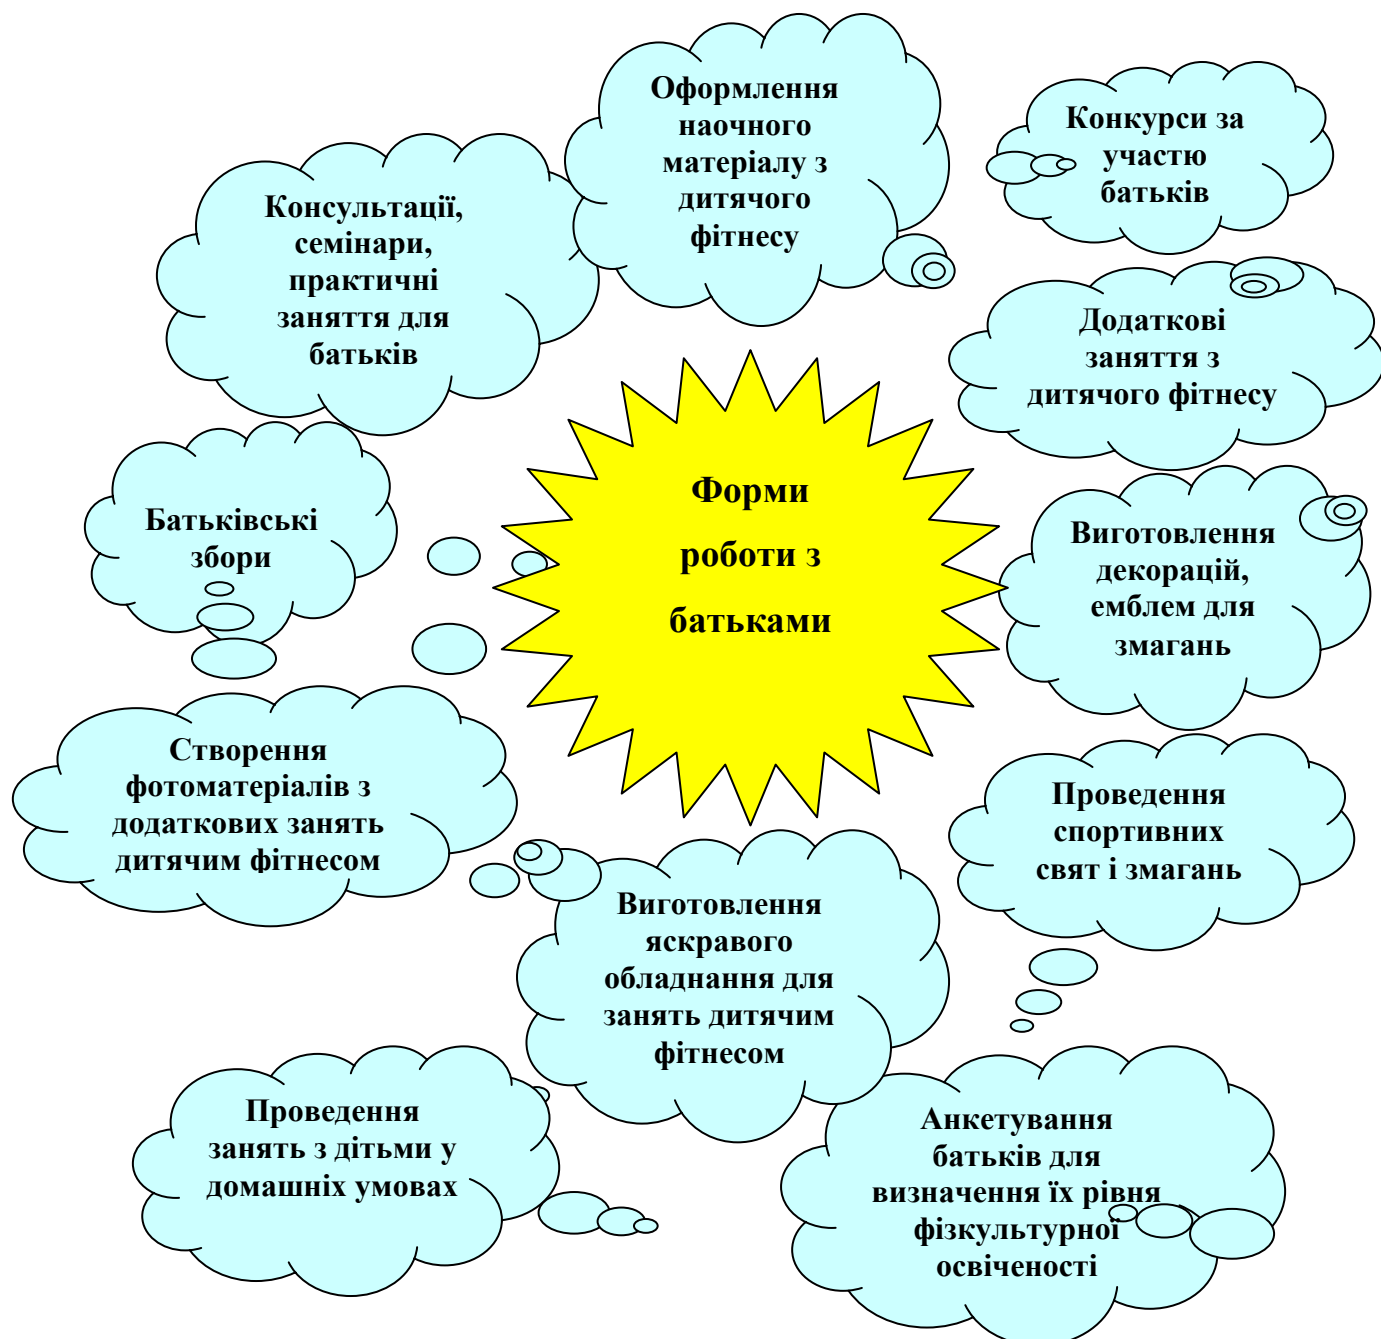 Оформлення
наочного
матеріалу з
дитячого
фітнесу
Конкурси за
участю
батьків
Консультації,
семінари,
практичні
заняття для
батьків
Додаткові
заняття з
дитячого фітнесу
Форми
роботи з
батьками
Батьківські
збори
Виготовлення
декорацій,
емблем для
змагань
Створення
фотоматеріалів з
додаткових занять
дитячим фітнесом
Проведення
спортивних
свят і змагань
Виготовлення
яскравого
обладнання для
занять дитячим
фітнесом
Проведення
занять з дітьми у
домашніх умовах
Анкетування
батьків для
визначення їх рівня
фізкультурної
освіченості